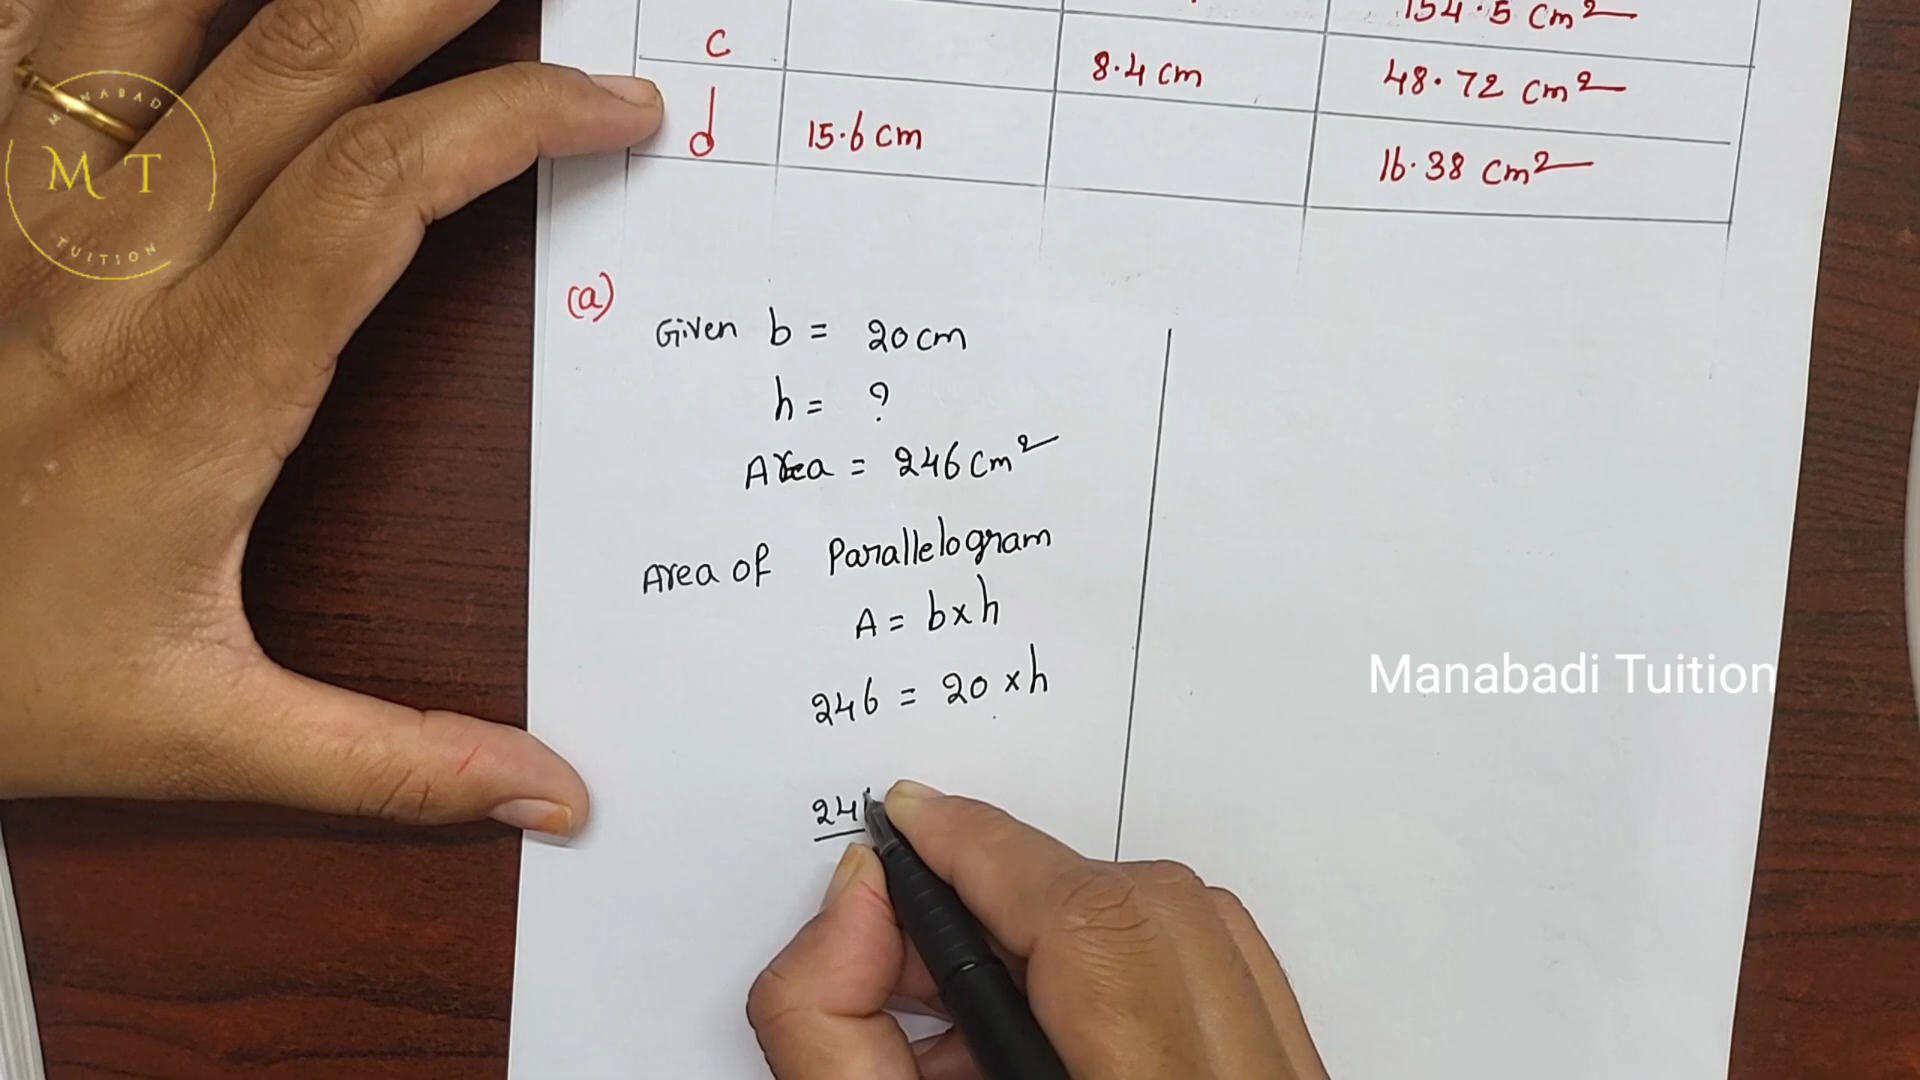 154.5 cm²
c 8.4 cm 48.72 cm²
d 15.6 cm 16.38 cm²
(a)
Given b = 20 cm
h = ?
Area = 246 cm²
Area of Parallelogram
A = b×h
246 = 20 ×h
24
MANABADI
M T
TUITION
Manabadi Tuition